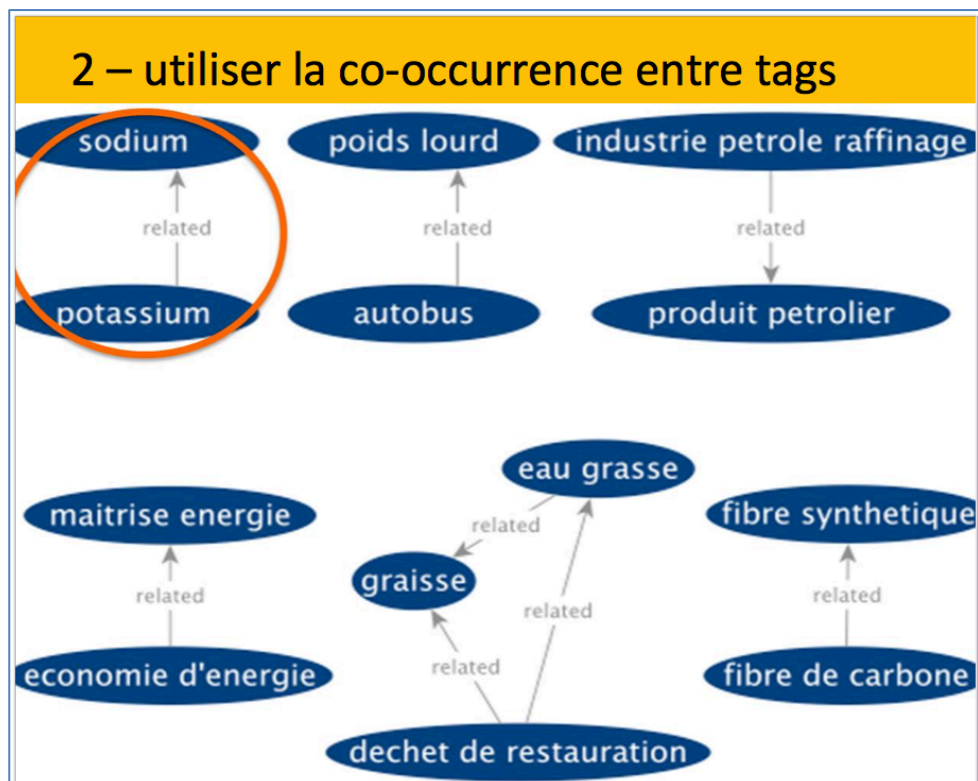 2 – utiliser la co-occurrence entre tags
sodium
poids lourd
industrie petrole raffinage
related
related
related
potassium
autobus
produit petrolier
eau grasse
maitrise energie
fibre synthetique
related
graisse
related
related
related
related
economie d'energie
fibre de carbone
dechet de restauration